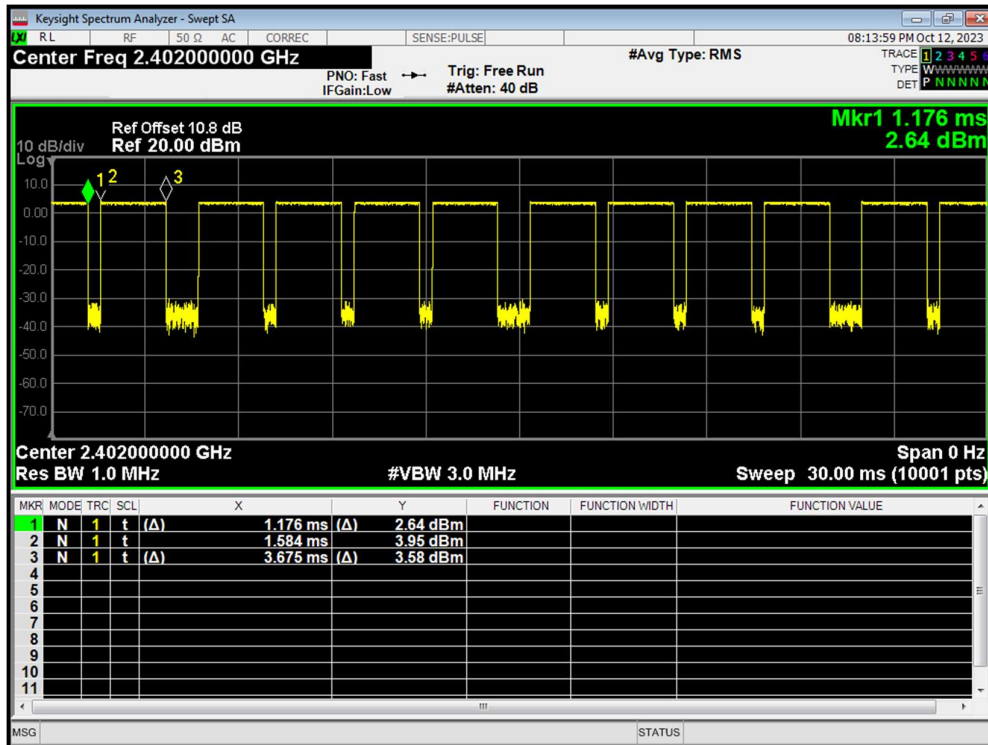 Keysight Spectrum Analyzer - Swept SA
LXI RL RF 50 Ω AC CORREC SENSE:PULSE 08:13:59 PM Oct 12, 2023
Center Freq 2.402000000 GHz
PNO: Fast
IFGain:Low
Trig: Free Run
#Atten: 40 dB
#Avg Type: RMS
TRACE 1 2 3 4 5 6
TYPE WWWWWW
DET P N N N N N
Mkr1 1.176 ms
2.64 dBm
Ref Offset 10.8 dB
10 dB/div Ref 20.00 dBm
Log
1 2 3
10.0
0.00
-10.0
-20.0
-30.0
-40.0
-50.0
-60.0
-70.0
Center 2.402000000 GHz Span 0 Hz
Res BW 1.0 MHz #VBW 3.0 MHz Sweep 30.00 ms (10001 pts)
MKR MODE TRC SCL X Y FUNCTION FUNCTION WIDTH FUNCTION VALUE
1 N 1 t (Δ) 1.176 ms (Δ) 2.64 dBm
2 N 1 t 1.584 ms 3.95 dBm
3 N 1 t (Δ) 3.675 ms (Δ) 3.58 dBm
4
5
6
7
8
9
10
11
MSG STATUS